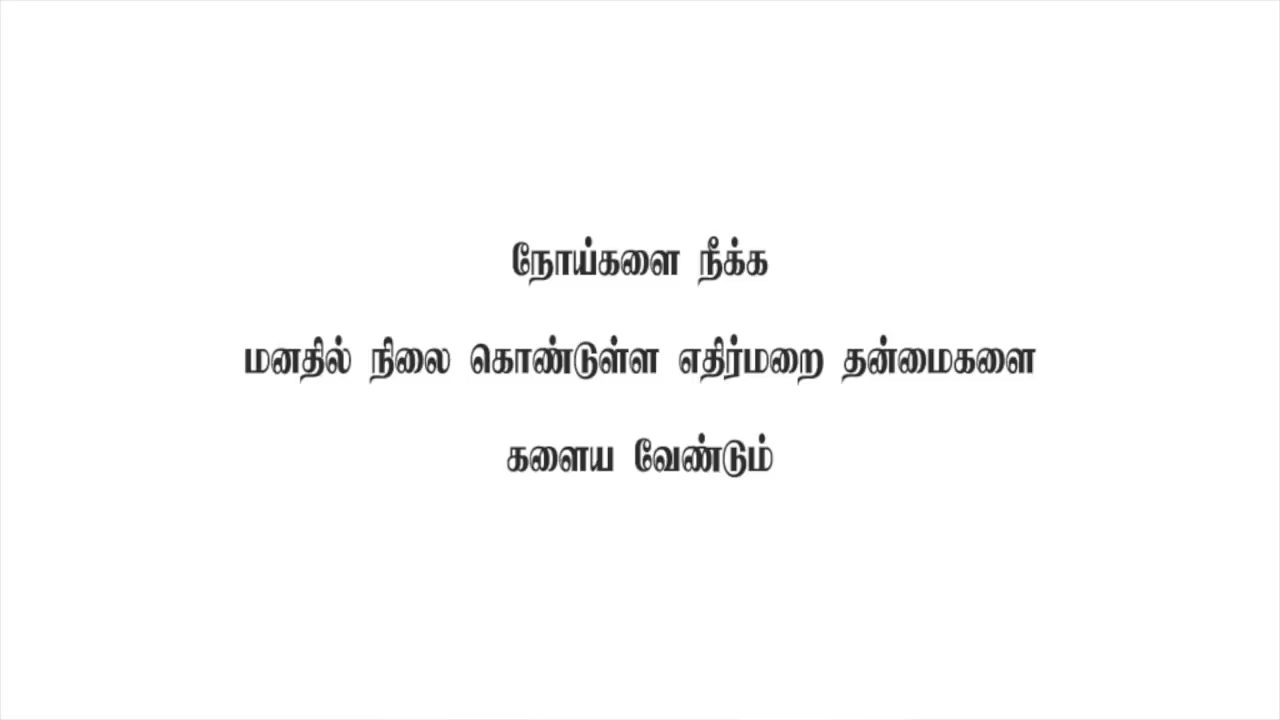 நோய்களை நீக்க
மனதில் நிலை கொண்டுள்ள எதிர்மறை தன்மைகளை
களைய வேண்டும்